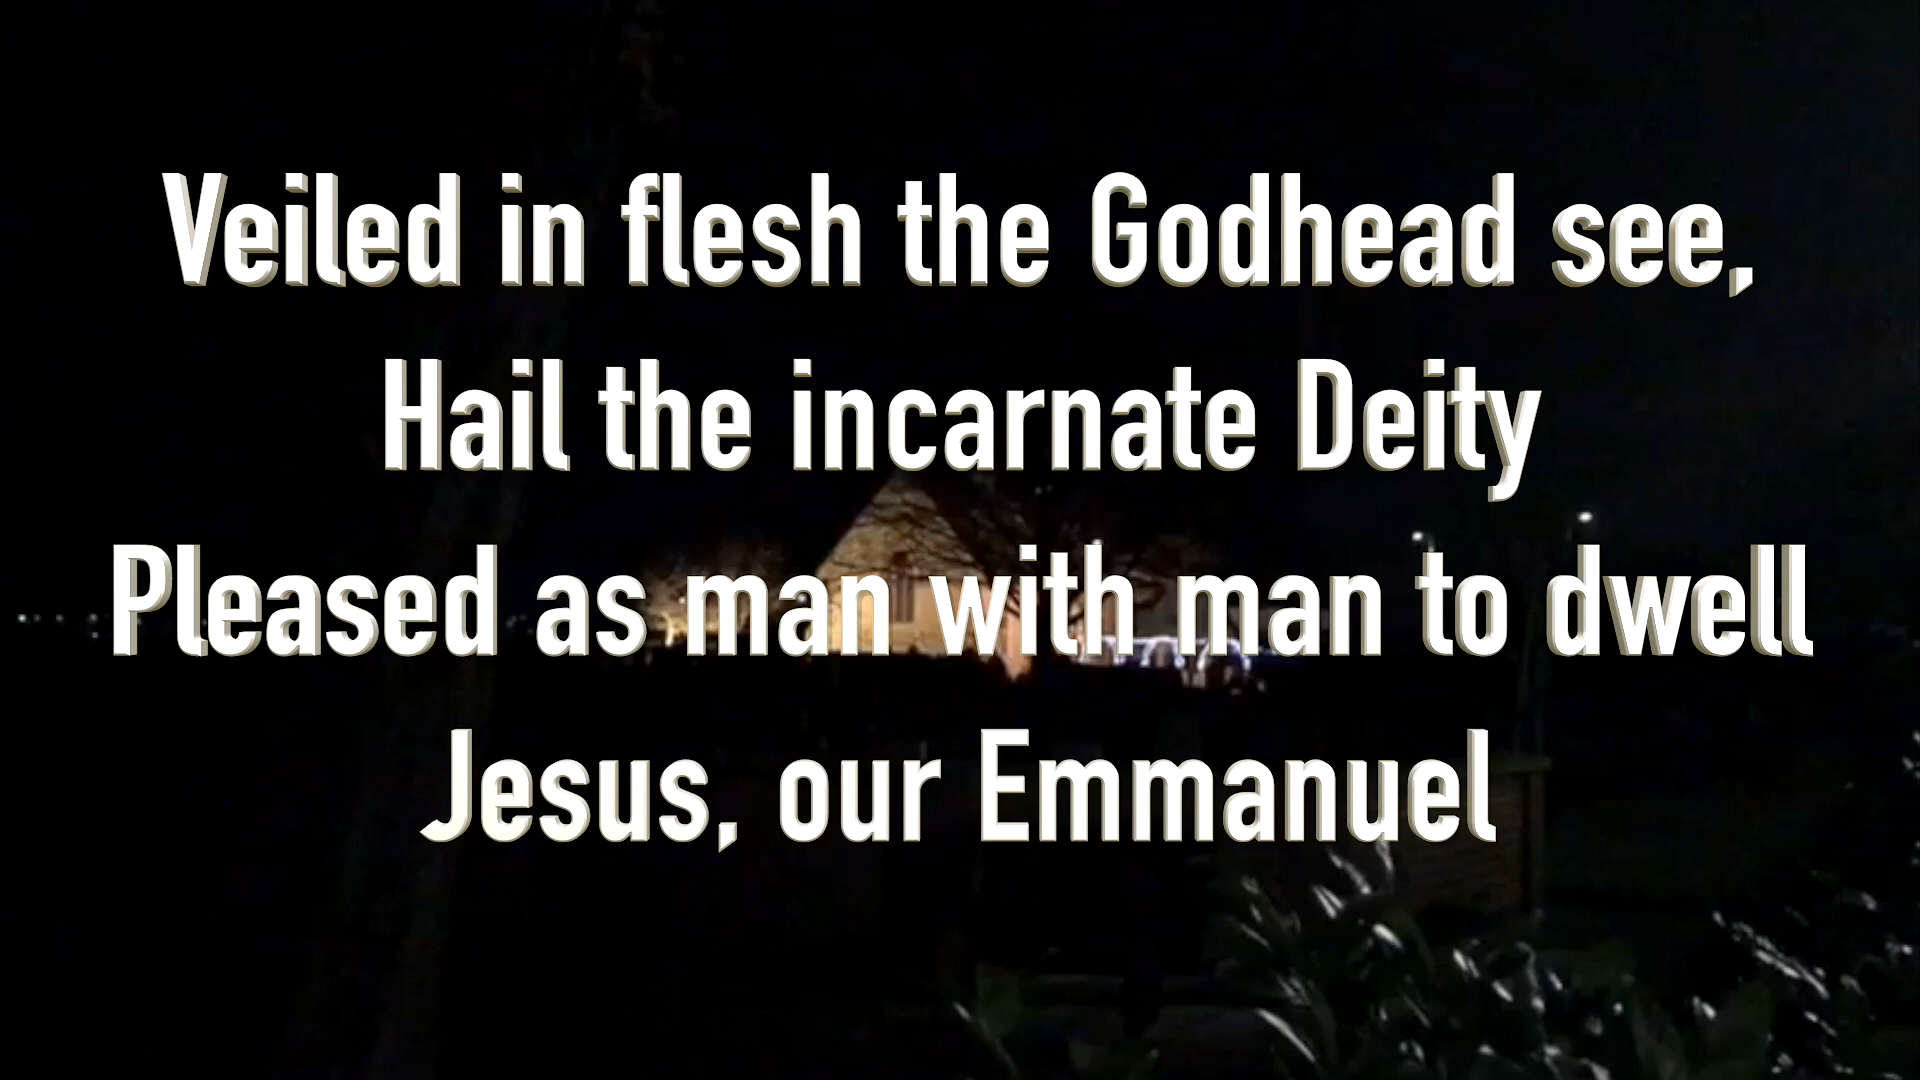 Veiled in flesh the Godhead see,
Hail the incarnate Deity
Pleased as man with man to dwell
Jesus, our Emmanuel